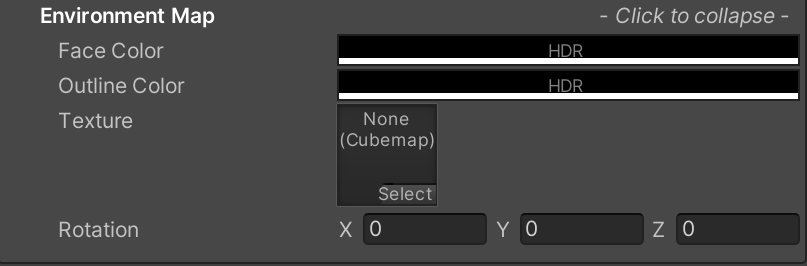 Environment Map - Click to collapse -
Face Color HDR
Outline Color HDR
Texture None
(Cubemap)
Select
Rotation X 0 Y 0 Z 0